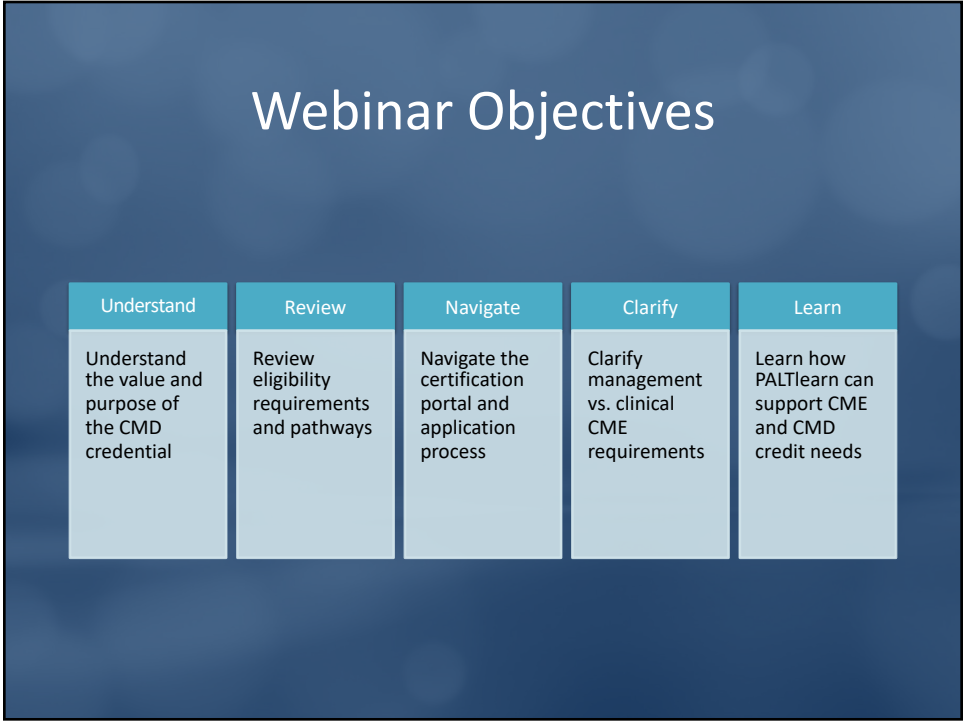 Webinar Objectives
Understand
Understand
the value and
purpose of
the CMD
credential
Review
Review
eligibility
requirements
and pathways
Navigate
Navigate the
certification
portal and
application
process
Clarify
Clarify
management
vs. clinical
CME
requirements
Learn
Learn how
PALTlearn can
support CME
and CMD
credit needs